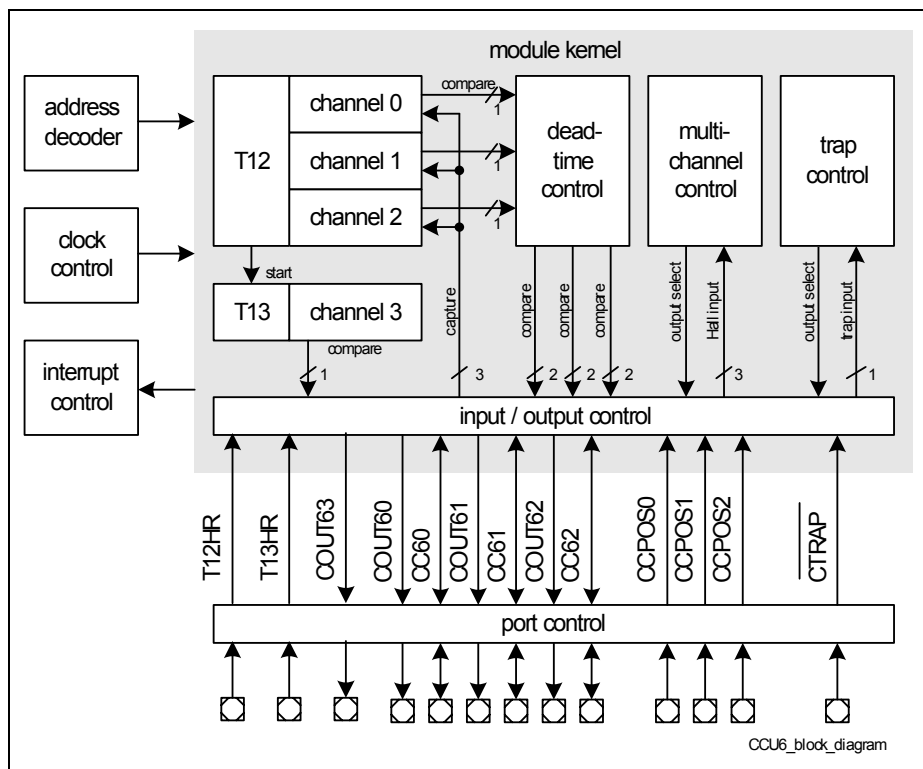 module kernel
address
decoder
clock
control
interrupt
control
T12
channel 0
channel 1
channel 2
compare
1
1
1
dead-
time
control
multi-
channel
control
trap
control
start
T13
channel 3
compare
1
capture
3
compare
compare
compare
2
2
2
output select
Hall input
3
output select
trap input
1
input / output control
T12HR
T13HR
COUT63
COUT60
CC60
COUT61
CC61
COUT62
CC62
CCPOS0
CCPOS1
CCPOS2
CTRAP
port control
CCU6_block_diagram